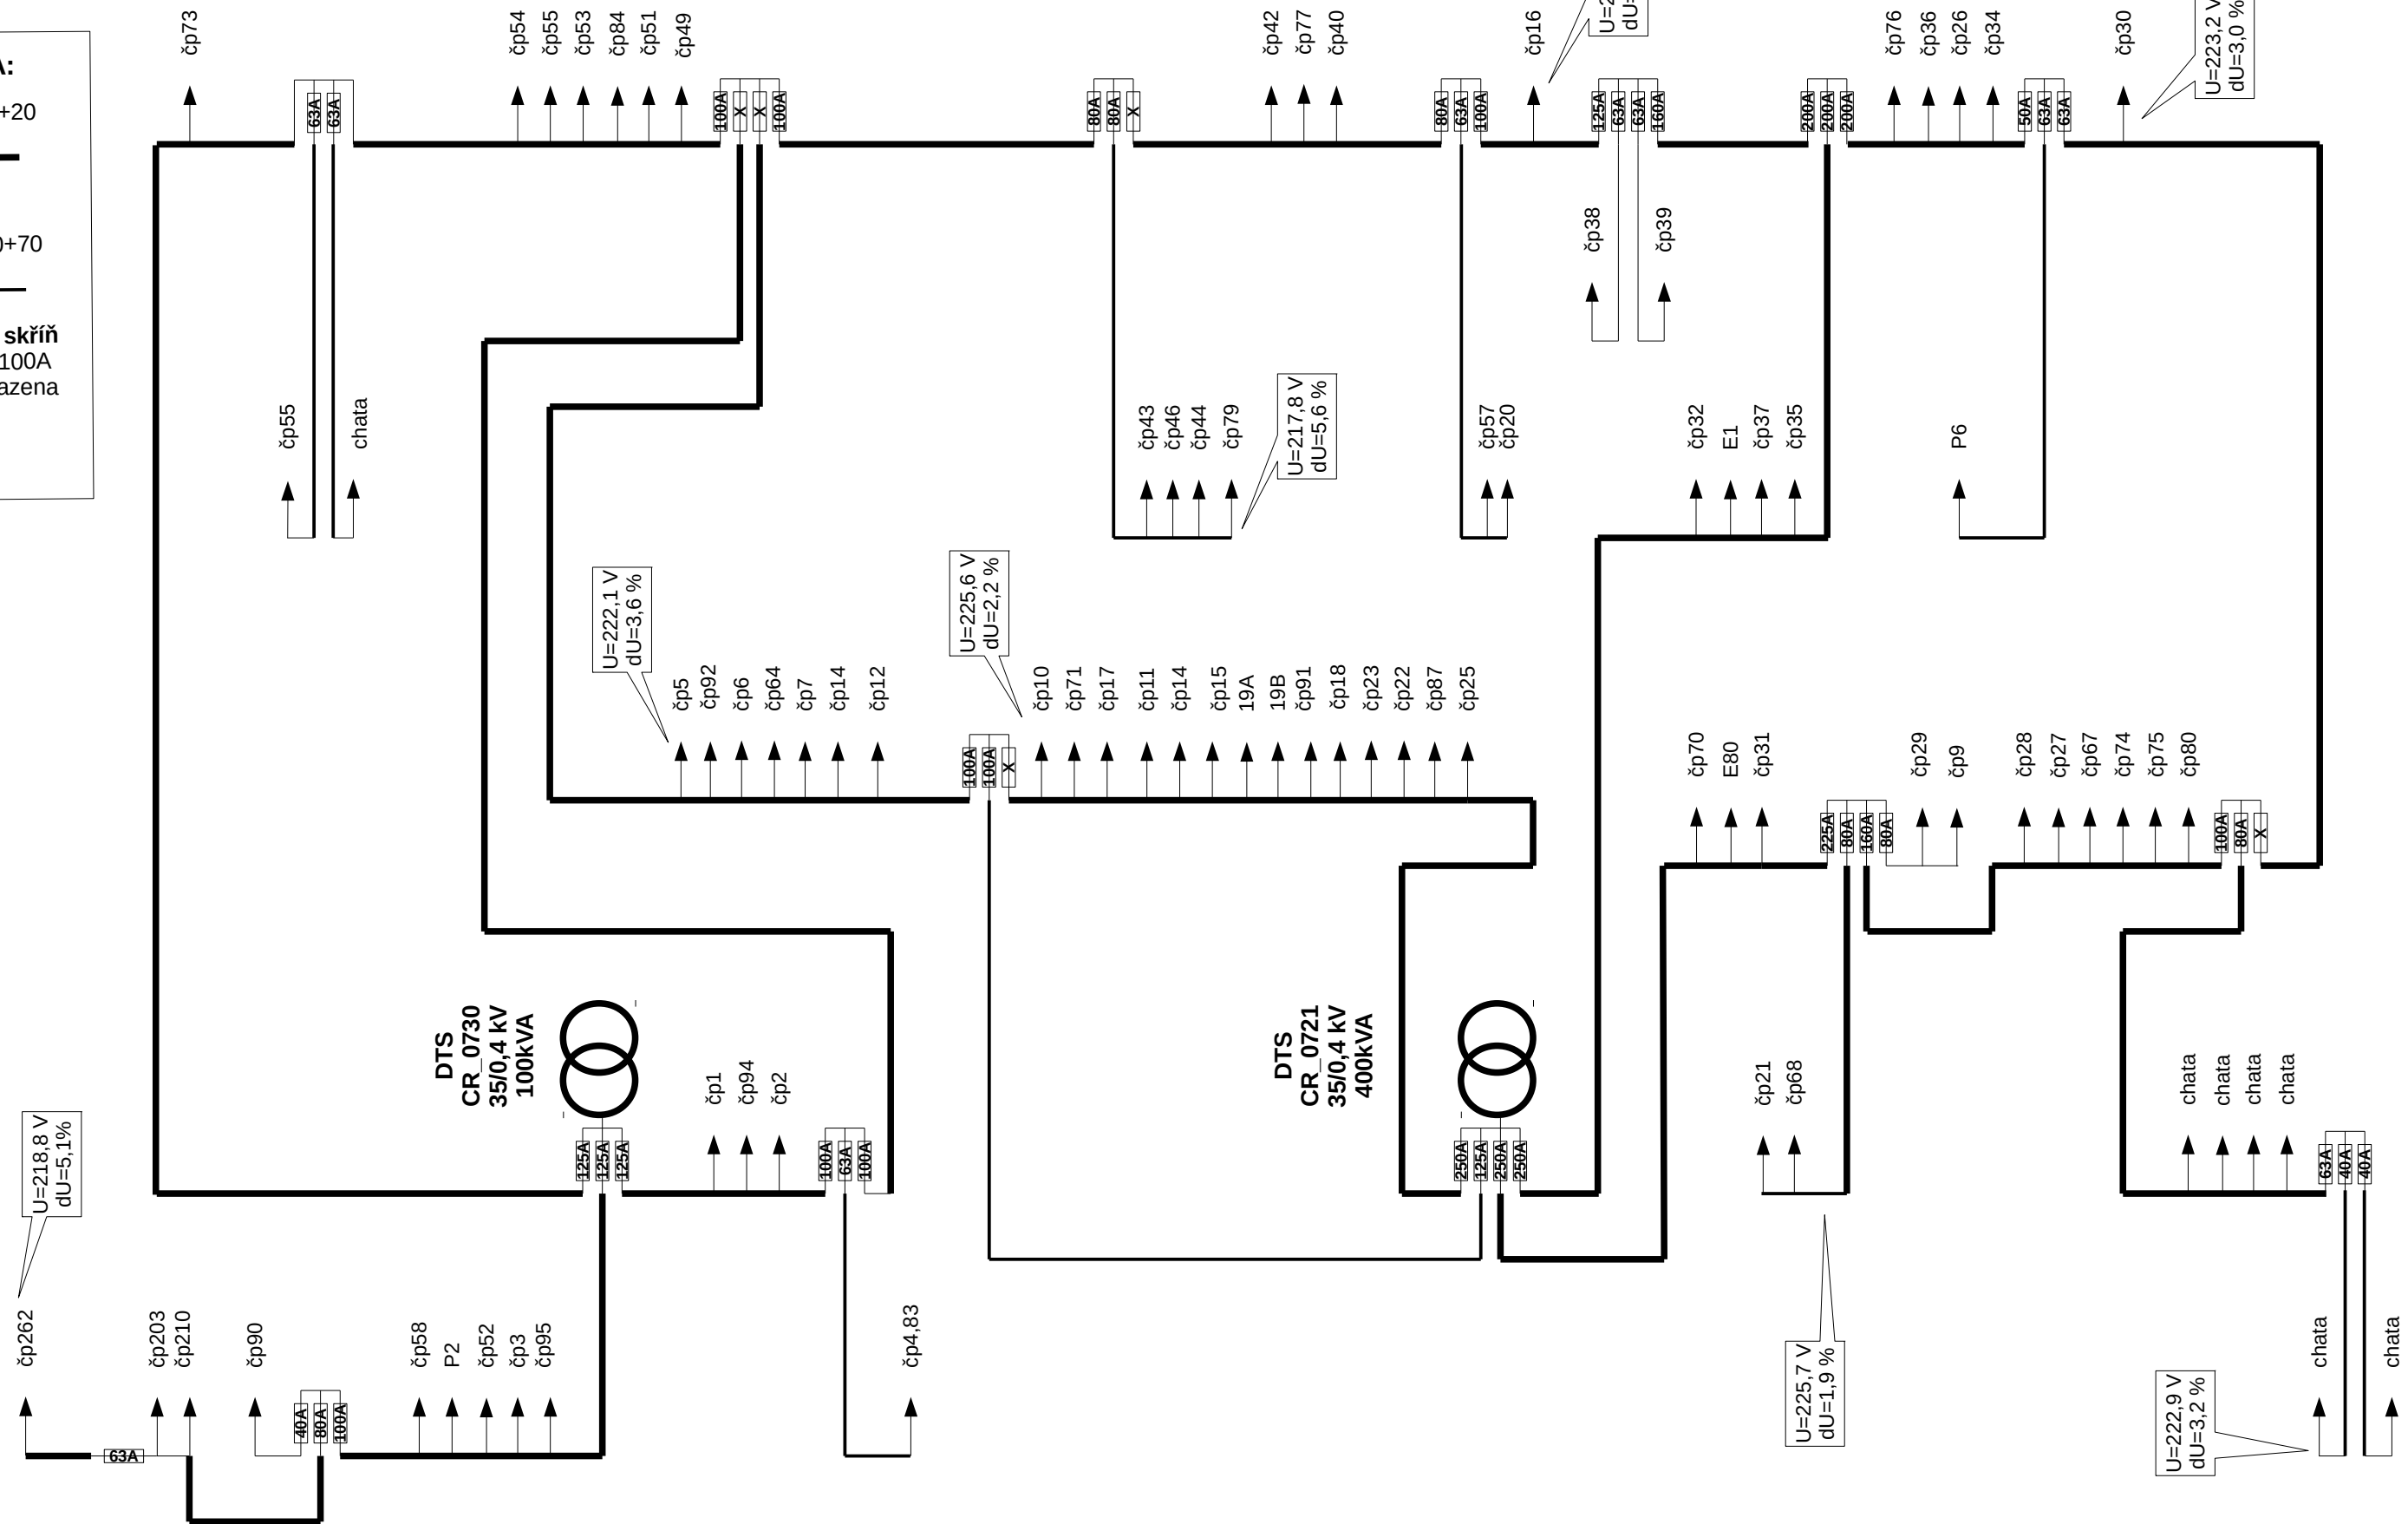 A:
+20
0+70
skříň
100A
azena
čp73
čp54
čp55
čp53
čp84
čp51
čp49
čp42
čp77
čp40
čp16
U=2
dU=
čp76
čp36
čp26
čp34
čp30
U=223,2 V
dU=3,0 %
63A
63A
100A
X
X
100A
80A
80A
X
80A
63A
100A
125A
63A
63A
160A
200A
200A
200A
50A
63A
63A
čp38
čp39
čp55
chata
čp43
čp46
čp44
čp79
U=217,8 V
dU=5,6 %
čp57
čp20
čp32
E1
čp37
čp35
P6
U=222,1 V
dU=3,6 %
U=225,6 V
dU=2,2 %
čp5
čp92
čp6
čp64
čp7
čp14
čp12
100A
100A
X
čp10
čp71
čp17
čp11
čp14
čp15
19A
19B
čp91
čp18
čp23
čp22
čp87
čp25
čp70
E80
čp31
225A
80A
160A
80A
čp29
čp9
čp28
čp27
čp67
čp74
čp75
čp80
100A
80A
X
DTS
CR_0730
35/0,4 kV
100kVA
125A
125A
125A
čp1
čp94
čp2
100A
63A
100A
DTS
CR_0721
35/0,4 kV
400kVA
250A
125A
250A
250A
čp21
čp68
chata
chata
chata
chata
63A
40A
40A
U=218,8 V
dU=5,1%
čp262
63A
čp203
čp210
čp90
40A
80A
100A
čp58
P2
čp52
čp3
čp95
čp4,83
U=225,7 V
dU=1,9 %
U=222,9 V
dU=3,2 %
chata
chata